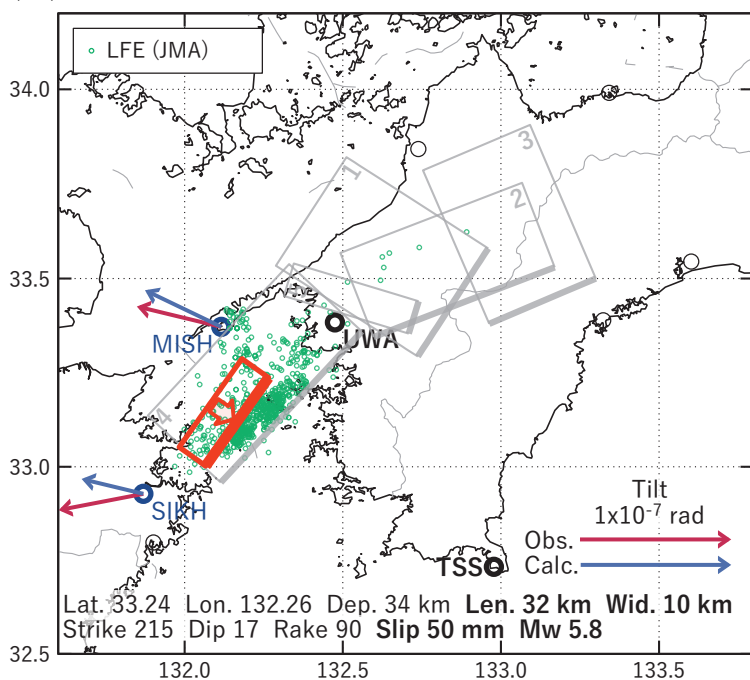 LFE (JMA)
34.0
33.5
33.0
32.5
132.0
132.5
133.0
133.5
1
3
2
4
MISH
UWA
SIKH
TSS
Tilt
1x10⁻⁷ rad
Obs.
Calc.
Lat. 33.24 Lon. 132.26 Dep. 34 km Len. 32 km Wid. 10 km
Strike 215 Dip 17 Rake 90 Slip 50 mm Mw 5.8